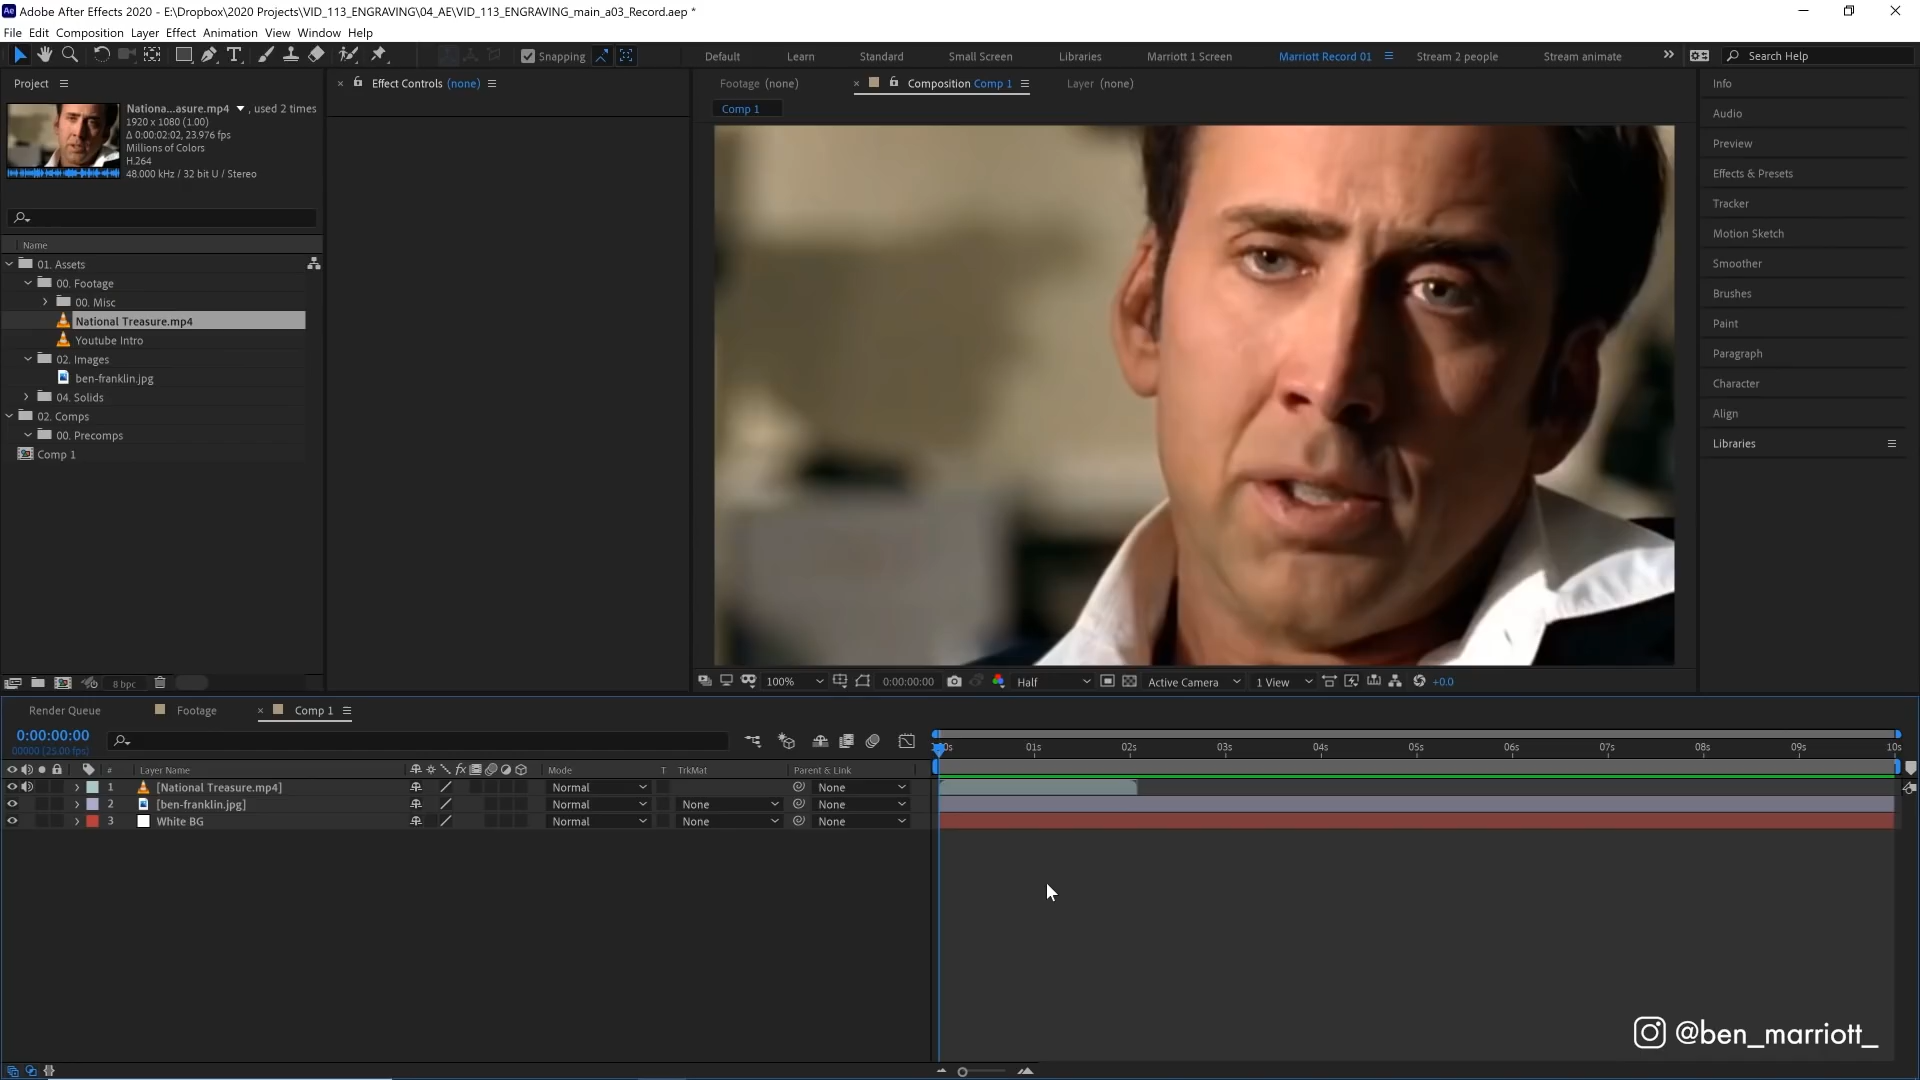 Adobe After Effects 2020 - E:\Dropbox\2020 Projects\VID_113_ENGRAVING\04_AE\VID_113_ENGRAVING_main_a03_Record.aep *
File Edit Composition Layer Effect Animation View Window Help
Snapping Default Learn Standard Small Screen Libraries Marriott 1 Screen Marriott Record 01 Stream 2 people Stream animate Search Help
Project Effect Controls (none) Footage (none) Composition Comp 1 Layer (none) Info
Comp 1
Nationa...asure.mp4 , used 2 times
1920 x 1080 (1.00)
Δ 0:00:02:02, 23.976 fps
Millions of Colors
H.264
48.000 kHz / 32 bit U / Stereo
Audio
Preview
Effects & Presets
Tracker
Motion Sketch
Smoother
Brushes
Paint
Paragraph
Character
Align
Libraries
Name
01. Assets
00. Footage
00. Misc
National Treasure.mp4
Youtube Intro
02. Images
ben-franklin.jpg
04. Solids
02. Comps
00. Precomps
Comp 1
8 bpc 100% 0:00:00:00 Half Active Camera 1 View +0.0
Render Queue Footage Comp 1
0:00:00:00
00000 (25.00 fps)
01s 02s 03s 04s 05s 06s 07s 08s 09s 10s
# Layer Name Mode T TrkMat Parent & Link
1 [National Treasure.mp4] Normal None
2 [ben-franklin.jpg] Normal None None
3 White BG Normal None None
@ben_marriott_